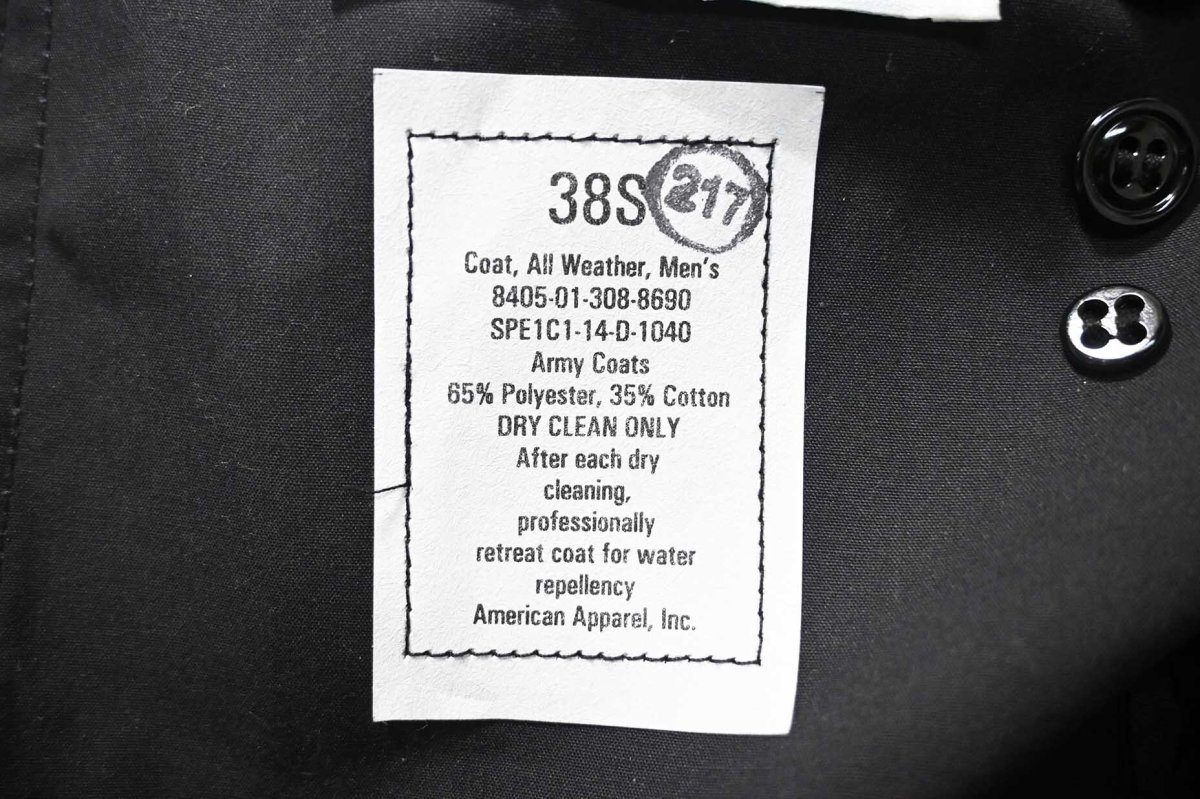 38S 217
Coat, All Weather, Men's
8405-01-308-8690
SPE1C1-14-D-1040
Army Coats
65% Polyester, 35% Cotton
DRY CLEAN ONLY
After each dry
cleaning,
professionally
retreat coat for water
repellency
American Apparel, Inc.